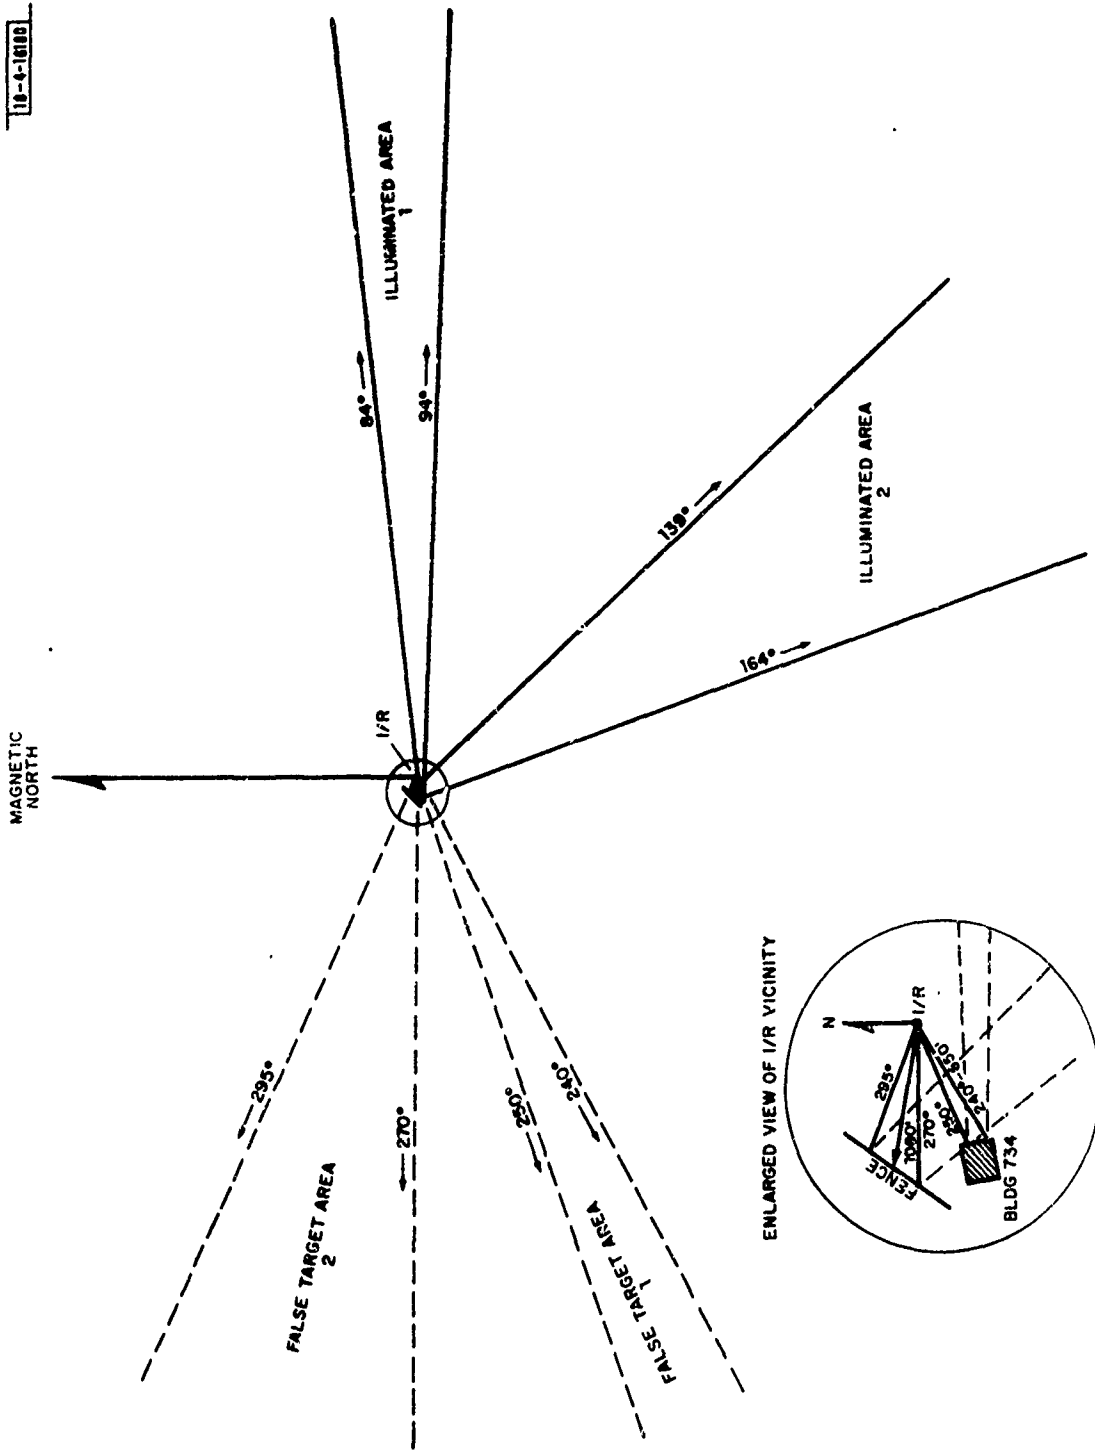 18-4-16180
MAGNETIC
NORTH
I/R
84°
94°
ILLUMINATED AREA
1
139°
164°
ILLUMINATED AREA
2
295°
270°
250°
240°
FALSE TARGET AREA
2
FALSE TARGET AREA
1
ENLARGED VIEW OF I/R VICINITY
N
I/R
295°
1080'
270°
250°
240°-850'
FENCE
BLDG 734